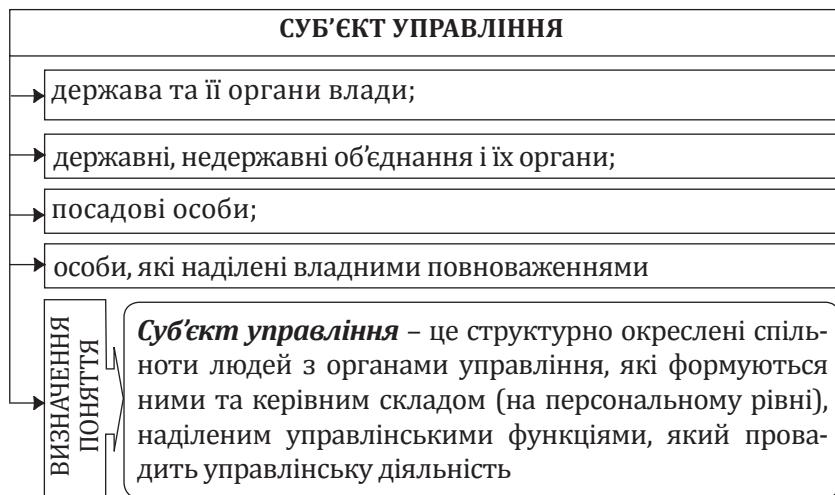 СУБ’ЄКТ УПРАВЛІННЯ
держава та її органи влади;
державні, недержавні об’єднання і їх органи;
посадові особи;
особи, які наділені владними повноваженнями
ВИЗНАЧЕННЯ
ПОНЯТТЯ
Суб’єкт управління – це структурно окреслені спіль-
ноти людей з органами управління, які формуються
ними та керівним складом (на персональному рівні),
наділеним управлінськими функціями, який прова-
дить управлінську діяльність